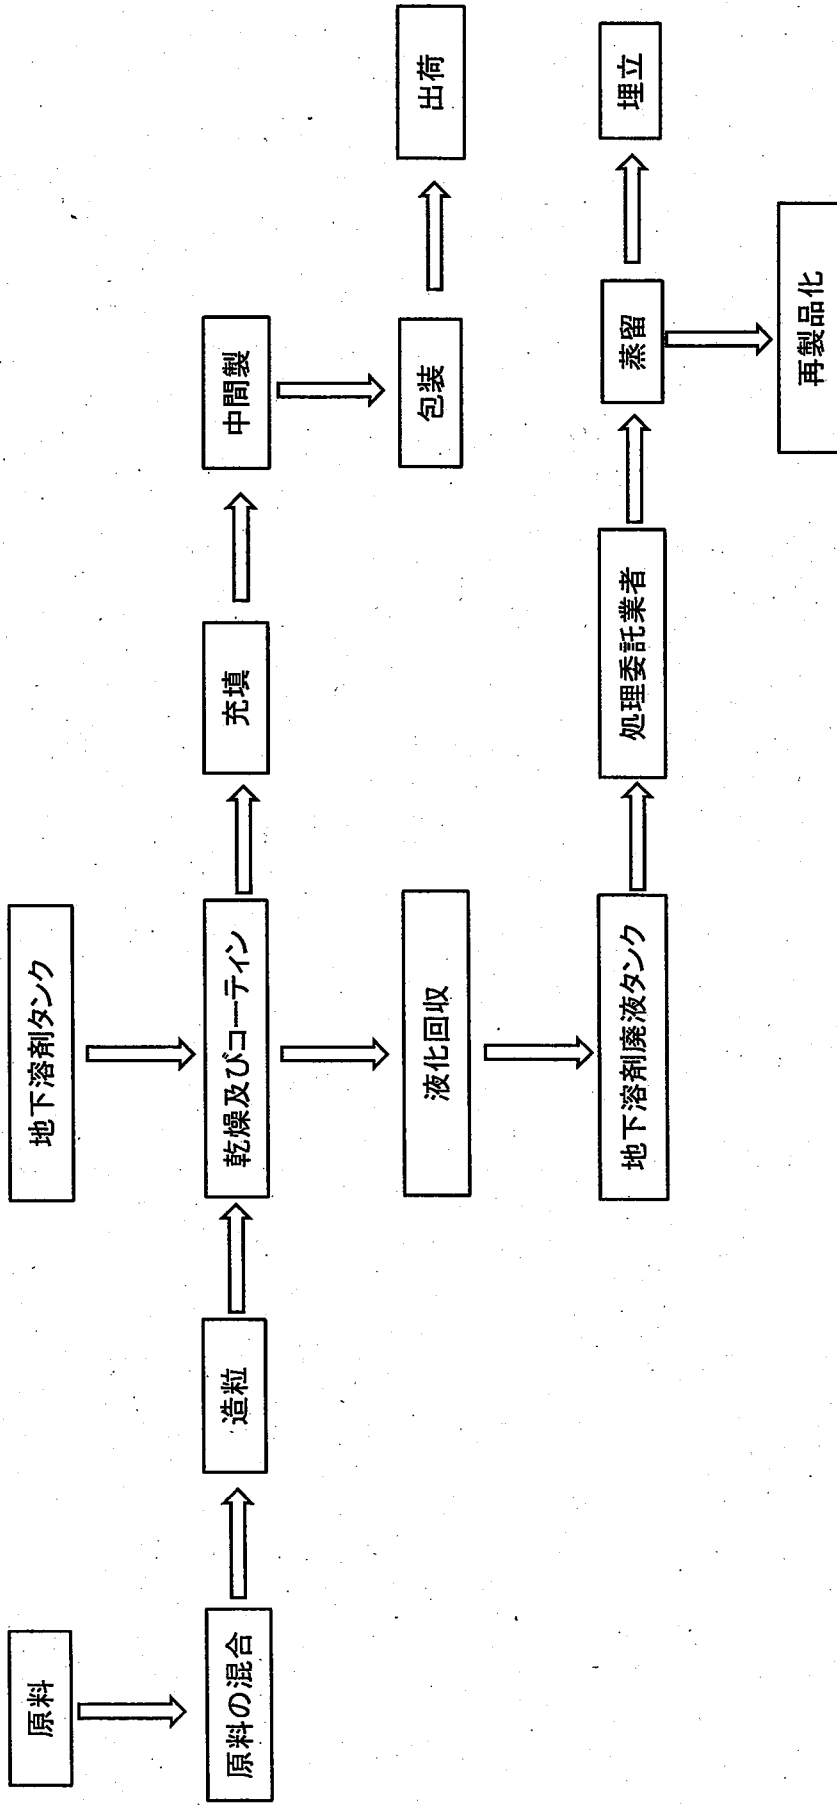 原料
地下溶剤タンク
原料の混合
造粒
乾燥及びコーティン
充填
中間製
液化回収
包装
出荷
地下溶剤廃液タンク
処理委託業者
蒸留
埋立
再製品化